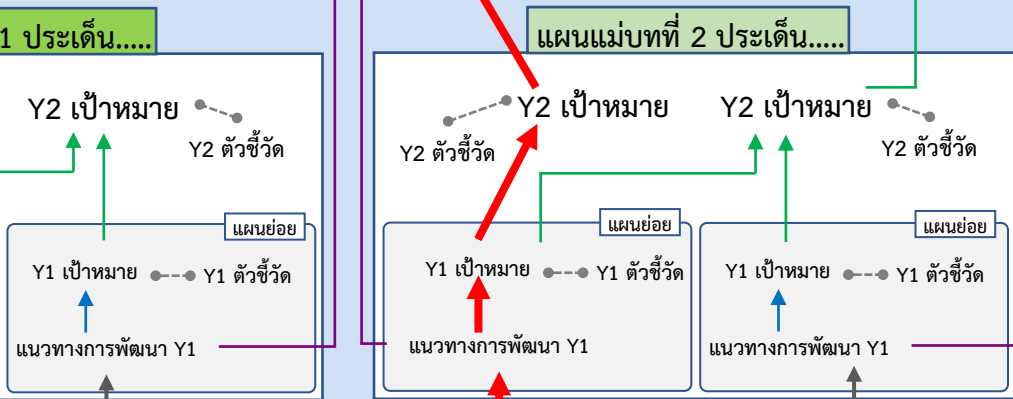 1 ประเด็น.....
Y2 เป้าหมาย
Y2 ตัวชี้วัด
แผนย่อย
Y1 เป้าหมาย
Y1 ตัวชี้วัด
แนวทางการพัฒนา Y1
แผนแม่บทที่ 2 ประเด็น.....
Y2 เป้าหมาย
Y2 ตัวชี้วัด
Y2 เป้าหมาย
Y2 ตัวชี้วัด
แผนย่อย
Y1 เป้าหมาย
Y1 ตัวชี้วัด
แนวทางการพัฒนา Y1
แผนย่อย
Y1 เป้าหมาย
Y1 ตัวชี้วัด
แนวทางการพัฒนา Y1